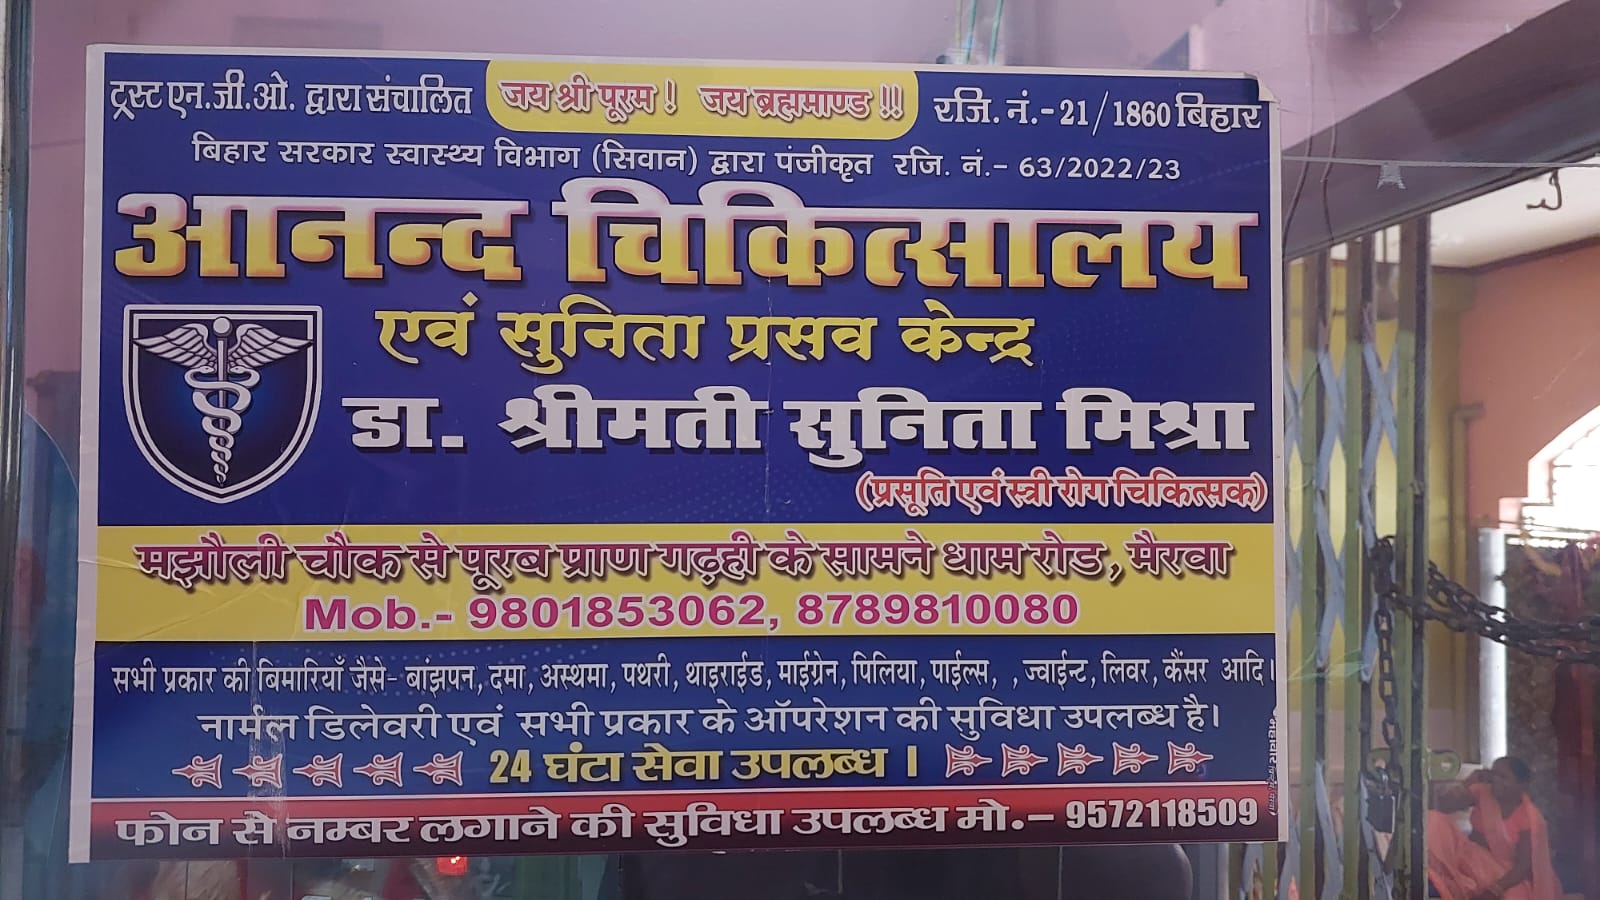 ट्रस्ट एन.जी.ओ. द्वारा संचालित जय श्री पूरम ! जय ब्रह्माण्ड !! रजि. नं.- 21/1860 बिहार
बिहार सरकार स्वास्थ्य विभाग (सिवान) द्वारा पंजीकृत रजि. नं.- 63/2022/23
आनन्द चिकित्सालय
एवं सुनिता प्रसव केन्द्र
डा. श्रीमती सुनिता मिश्रा
(प्रसूति एवं स्त्री रोग चिकित्सक)
मझौली चौक से पूरब प्राण गढ़ही के सामने धाम रोड, मैरवा
Mob.- 9801853062, 8789810080
सभी प्रकार की बिमारियाँ जैसे- बांझपन, दमा, अस्थमा, पथरी, थाइराईड, माईग्रेन, पिलिया, पाईल्स, , ज्वाईन्ट, लिवर, कैंसर आदि।
नार्मल डिलेवरी एवं सभी प्रकार के ऑपरेशन की सुविधा उपलब्ध है।
24 घंटा सेवा उपलब्ध ।
फोन से नम्बर लगाने की सुविधा उपलब्ध मो.- 9572118509